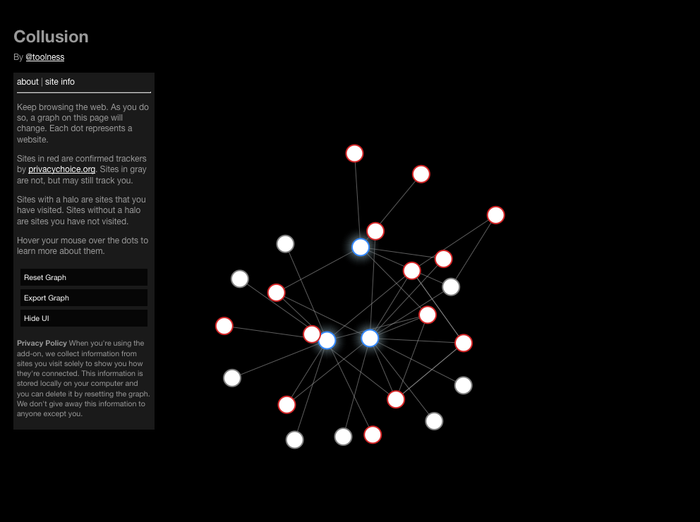 Collusion
By @toolness
about | site info
Keep browsing the web. As you do
so, a graph on this page will
change. Each dot represents a
website.
Sites in red are confirmed trackers
by privacychoice.org. Sites in gray
are not, but may still track you.
Sites with a halo are sites that you
have visited. Sites without a halo
are sites you have not visited.
Hover your mouse over the dots to
learn more about them.
Reset Graph
Export Graph
Hide UI
Privacy Policy When you're using the
add-on, we collect information from
sites you visit solely to show you how
they're connected. This information is
stored locally on your computer and
you can delete it by resetting the graph.
We don't give away this information to
anyone except you.